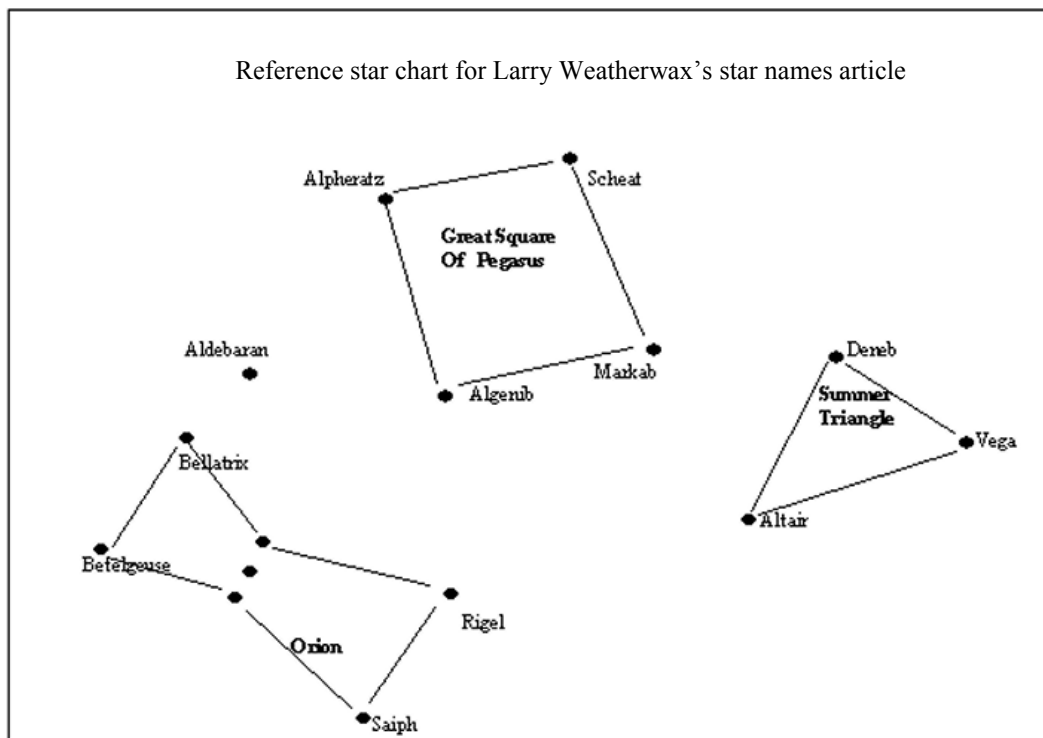 Reference star chart for Larry Weatherwax’s star names article
Alpheratz
Scheat
Great Square
Of Pegasus
Aldebaran
Markab
Algenib
Deneb
Summer
Triangle
Vega
Altair
Bellatrix
Betelgeuse
Rigel
Orion
Saiph